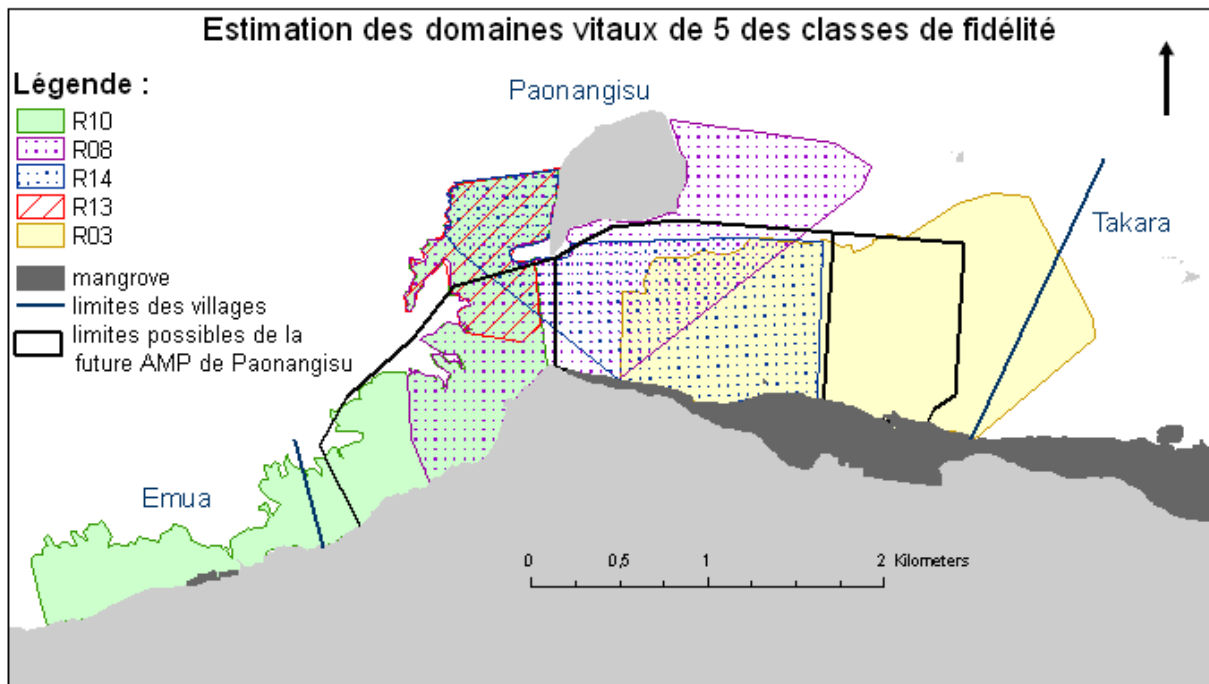 Estimation des domaines vitaux de 5 des classes de fidélité
Légende :
R10
R08
R14
R13
R03
mangrove
limites des villages
limites possibles de la
future AMP de Paonangisu
Paonangisu
Takara
Emua
0 0,5 1 2 Kilometers